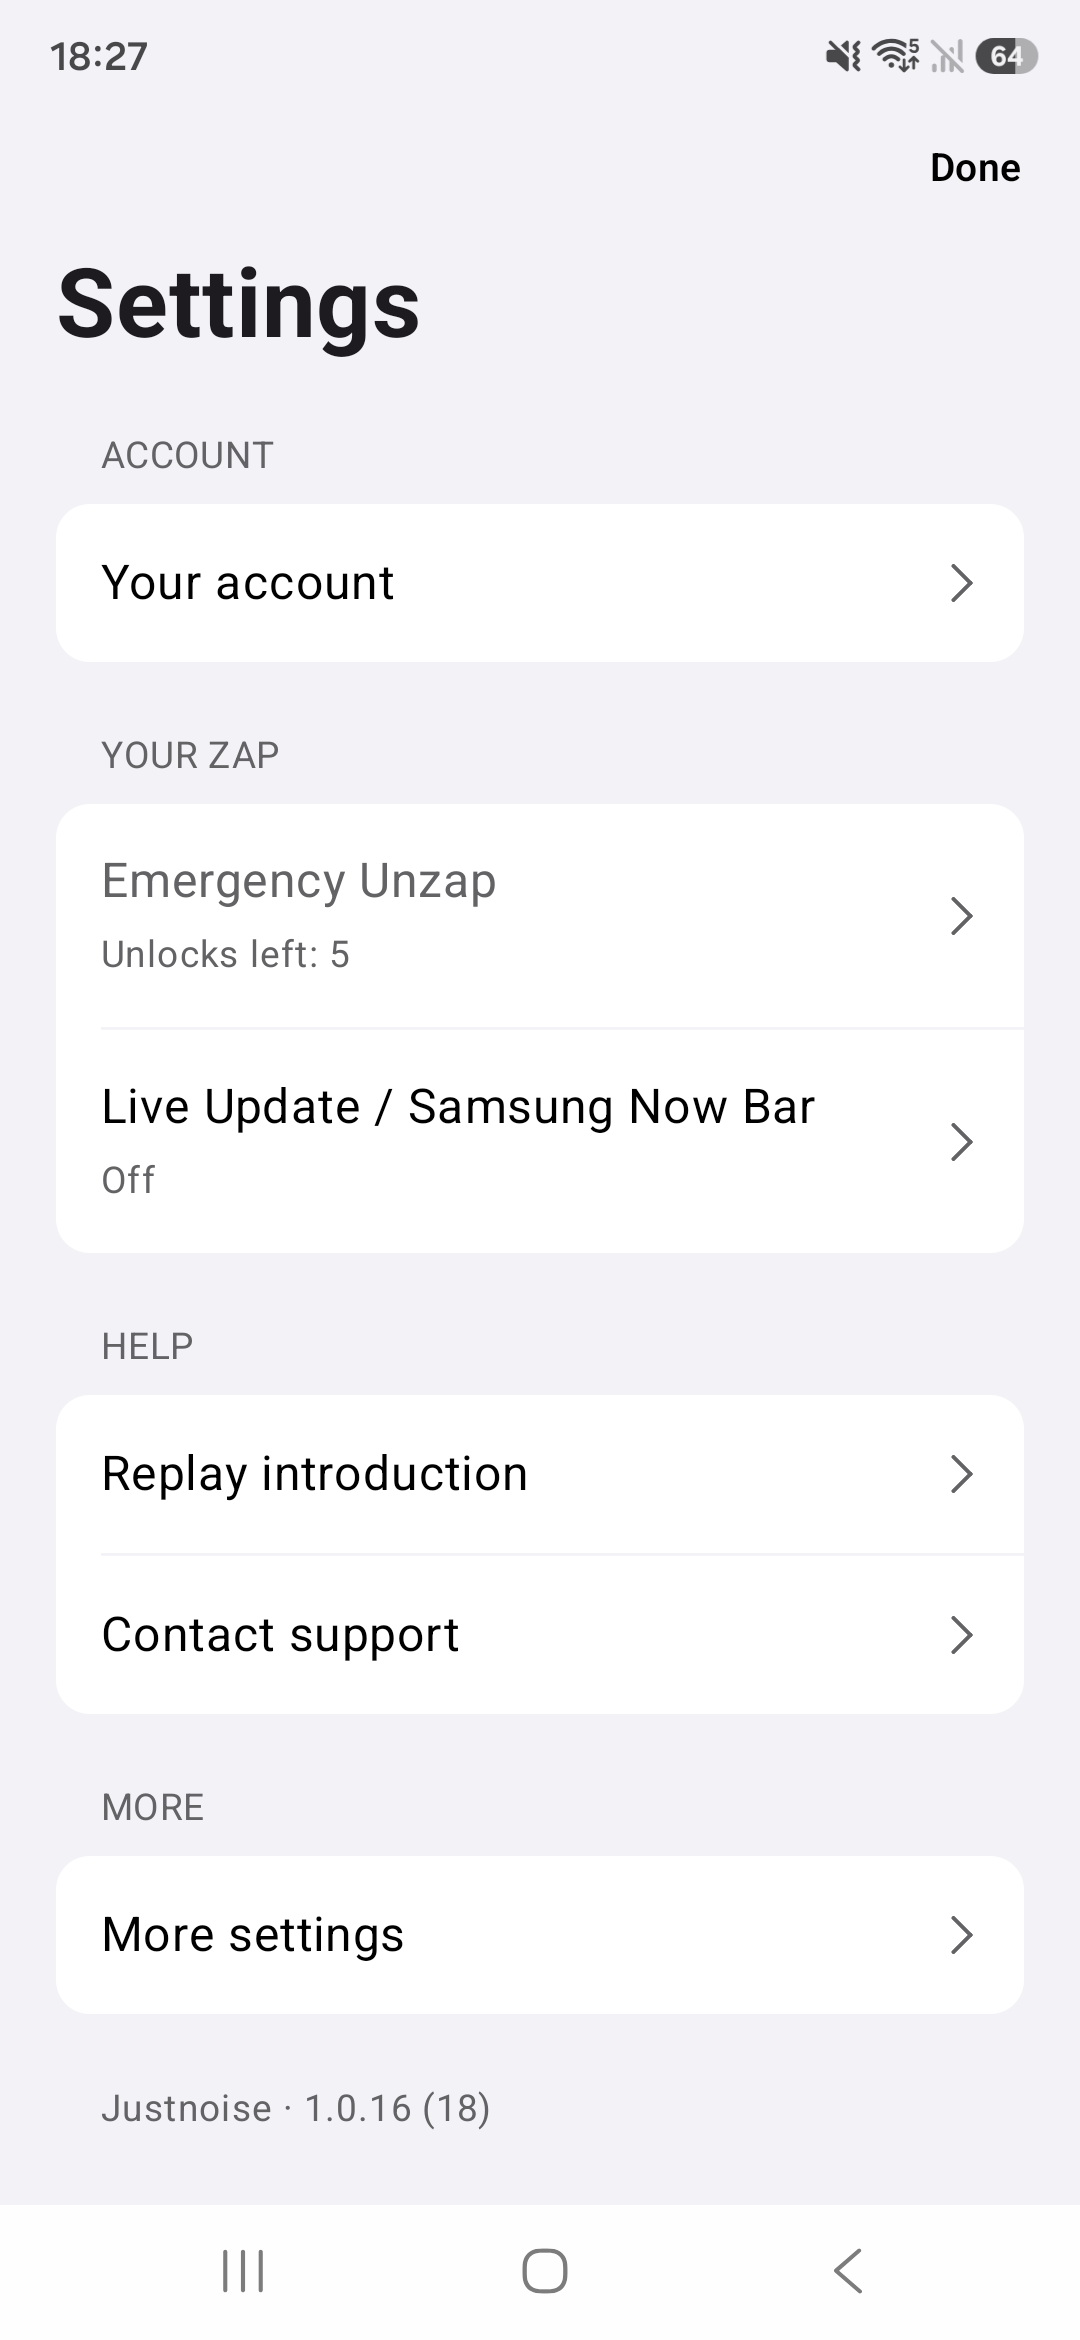 18:27
5
64
Done
Settings
ACCOUNT
Your account
YOUR ZAP
Emergency Unzap
Unlocks left: 5
Live Update / Samsung Now Bar
Off
HELP
Replay introduction
Contact support
MORE
More settings
Justnoise · 1.0.16 (18)